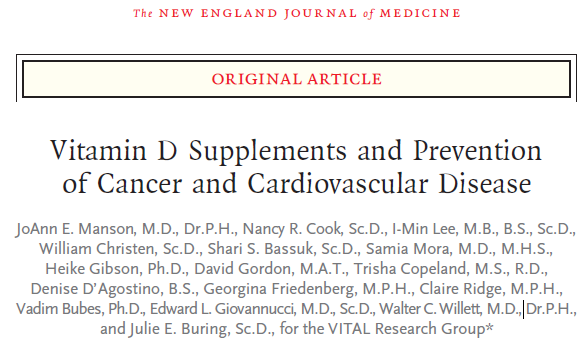 The NEW ENGLAND JOURNAL of MEDICINE
ORIGINAL ARTICLE
Vitamin D Supplements and Prevention
of Cancer and Cardiovascular Disease
JoAnn E. Manson, M.D., Dr.P.H., Nancy R. Cook, Sc.D., I-Min Lee, M.B., B.S., Sc.D.,
William Christen, Sc.D., Shari S. Bassuk, Sc.D., Samia Mora, M.D., M.H.S.,
Heike Gibson, Ph.D., David Gordon, M.A.T., Trisha Copeland, M.S., R.D.,
Denise D’Agostino, B.S., Georgina Friedenberg, M.P.H., Claire Ridge, M.P.H.,
Vadim Bubes, Ph.D., Edward L. Giovannucci, M.D., Sc.D., Walter C. Willett, M.D., Dr.P.H.,
and Julie E. Buring, Sc.D., for the VITAL Research Group*